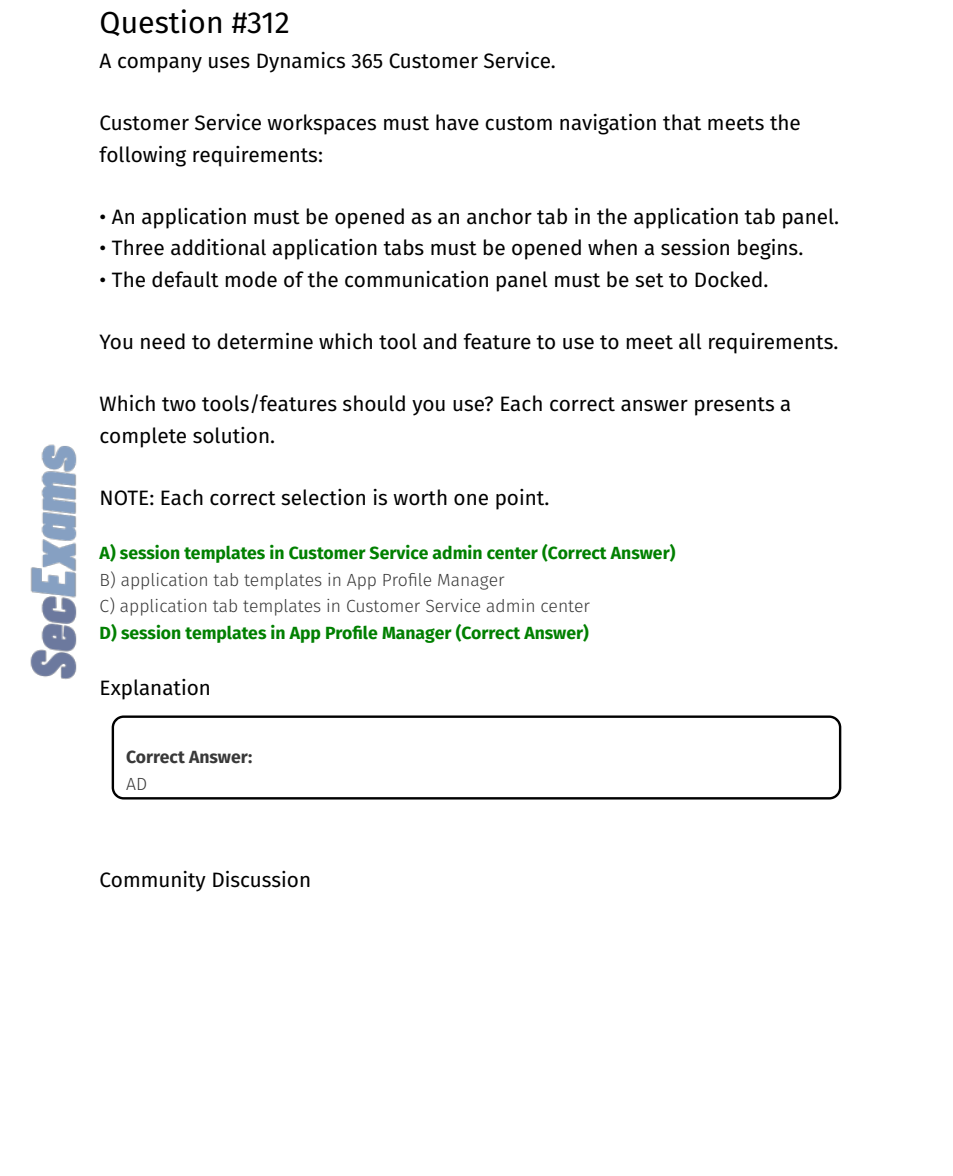 Question #312
A company uses Dynamics 365 Customer Service.
Customer Service workspaces must have custom navigation that meets the
following requirements:
• An application must be opened as an anchor tab in the application tab panel.
• Three additional application tabs must be opened when a session begins.
• The default mode of the communication panel must be set to Docked.
You need to determine which tool and feature to use to meet all requirements.
Which two tools/features should you use? Each correct answer presents a
complete solution.
NOTE: Each correct selection is worth one point.
A) session templates in Customer Service admin center (Correct Answer)
B) application tab templates in App Profile Manager
C) application tab templates in Customer Service admin center
D) session templates in App Profile Manager (Correct Answer)
Explanation
Correct Answer:
AD
Community Discussion
SecExams